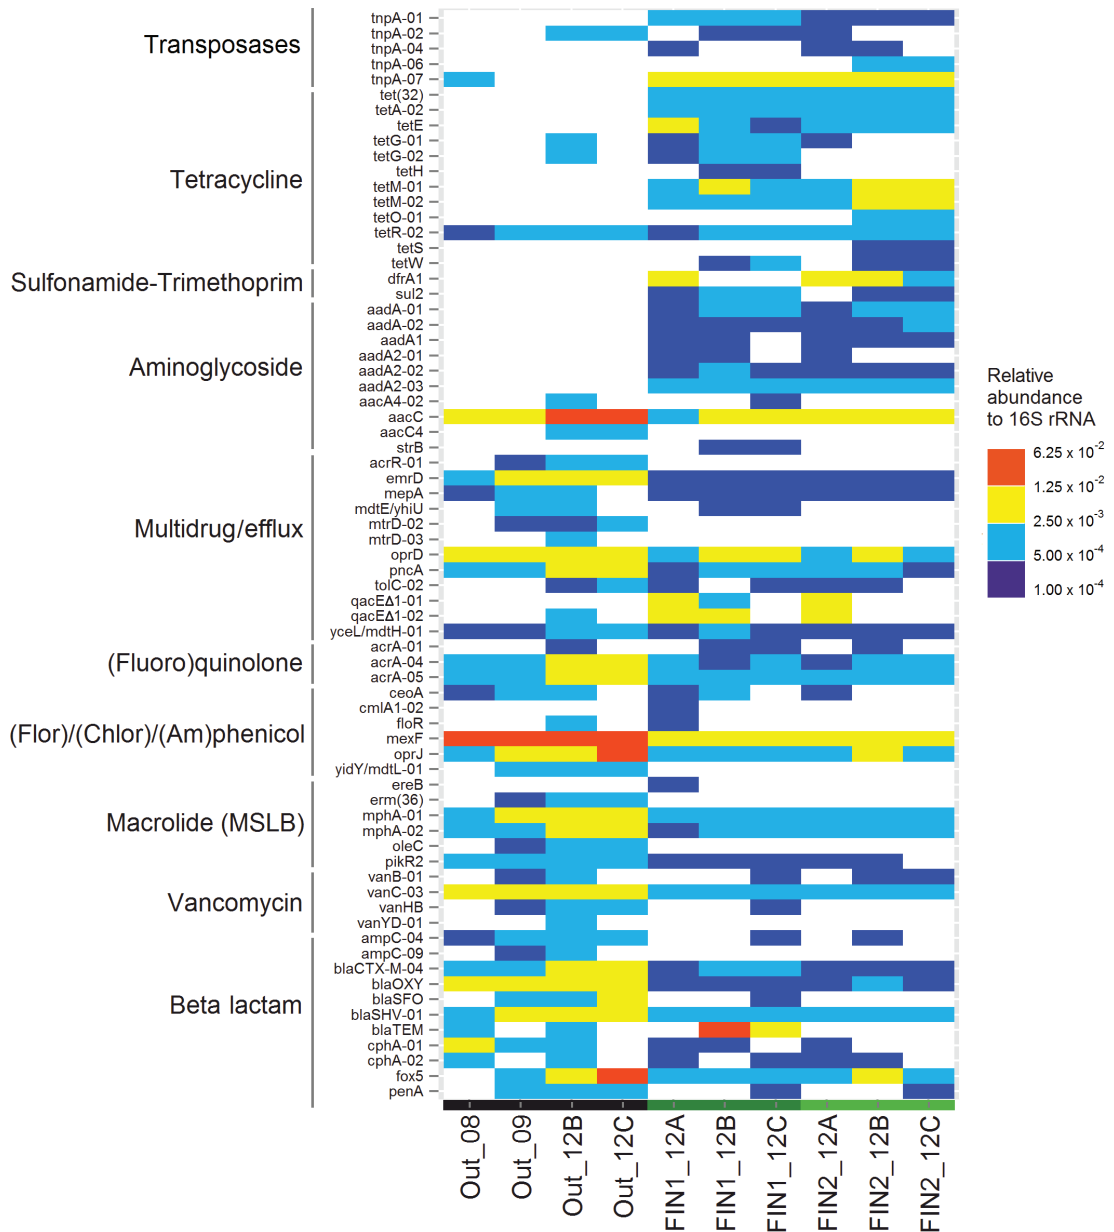 Transposases
Tetracycline
Sulfonamide-Trimethoprim
Aminoglycoside
Multidrug/efflux
(Fluoro)quinolone
(Flor)/(Chlor)/(Am)phenicol
Macrolide (MSLB)
Vancomycin
Beta lactam
tnpA-01
tnpA-02
tnpA-04
tnpA-06
tnpA-07
tet(32)
tetA-02
tetE
tetG-01
tetG-02
tetH
tetM-01
tetM-02
tetO-01
tetR-02
tetS
tetW
dfrA1
sul2
aadA-01
aadA-02
aadA1
aadA2-01
aadA2-02
aadA2-03
aacA4-02
aacC
aacC4
strB
acrR-01
emrD
mepA
mdtE/yhiU
mtrD-02
mtrD-03
oprD
pncA
tolC-02
qacEΔ1-01
qacEΔ1-02
yceL/mdtH-01
acrA-01
acrA-04
acrA-05
ceoA
cmlA1-02
floR
mexF
oprJ
yidY/mdtL-01
ereB
erm(36)
mphA-01
mphA-02
oleC
pikR2
vanB-01
vanC-03
vanHB
vanYD-01
ampC-04
ampC-09
blaCTX-M-04
blaOXY
blaSFO
blaSHV-01
blaTEM
cphA-01
cphA-02
fox5
penA
Out_08
Out_09
Out_12B
Out_12C
FIN1_12A
FIN1_12B
FIN1_12C
FIN2_12A
FIN2_12B
FIN2_12C
Relative
abundance
to 16S rRNA
6.25 x 10⁻²
1.25 x 10⁻²
2.50 x 10⁻³
5.00 x 10⁻⁴
1.00 x 10⁻⁴